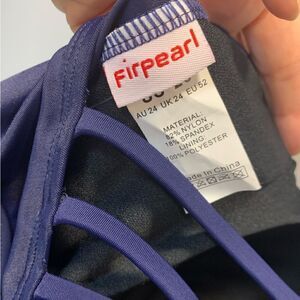 Firpearl
AU24 UK24 EU52
MATERIAL:
82% NYLON
18% SPANDEX
LINING:
100% POLYESTER
Made In China